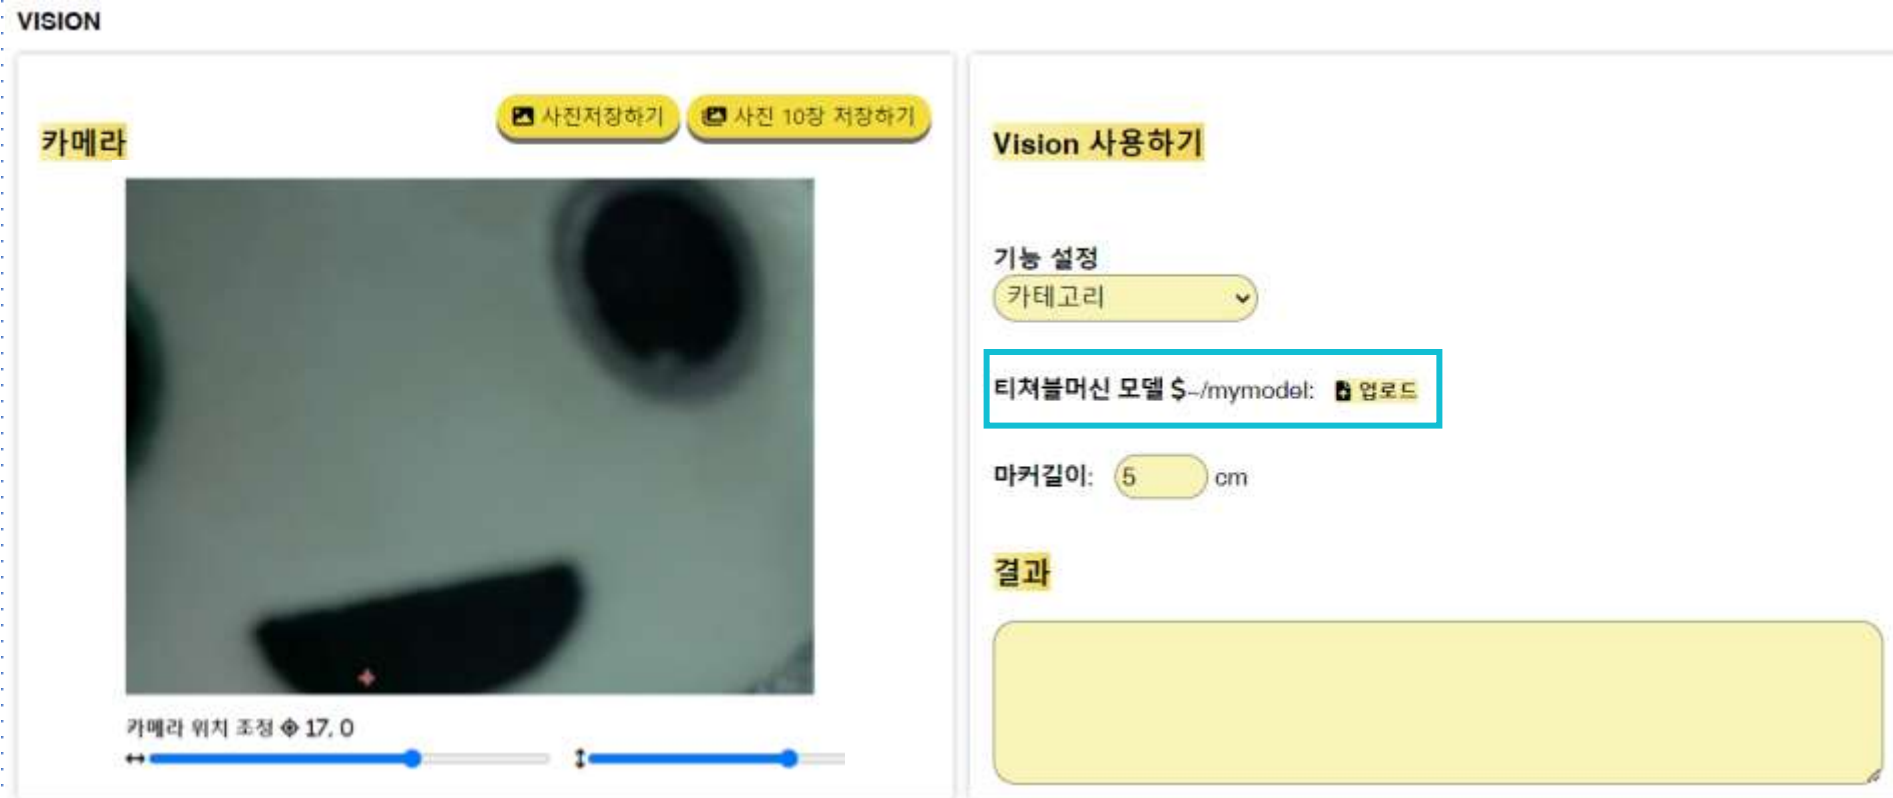 VISION
카메라
사진저장하기
사진 10장 저장하기
카메라 위치 조정 17, 0
Vision 사용하기
기능 설정
카테고리
티쳐블머신 모델 $~/mymodel: 업로드
마커길이: 5 cm
결과